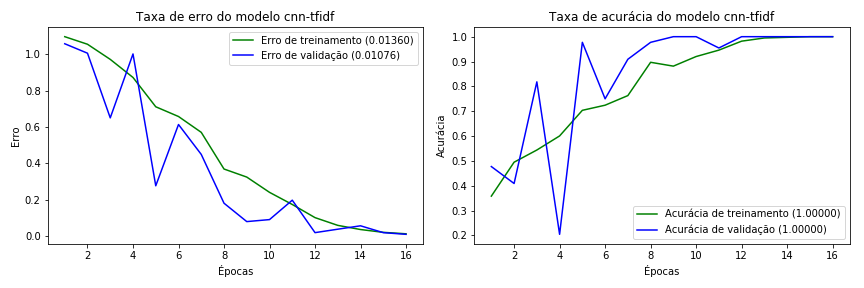 Taxa de erro do modelo cnn-tfidf
Erro
1.0
0.8
0.6
0.4
0.2
0.0
Erro de treinamento (0.01360)
Erro de validação (0.01076)
2 4 6 8 10 12 14 16
Épocas
Taxa de acurácia do modelo cnn-tfidf
Acurácia
1.0
0.9
0.8
0.7
0.6
0.5
0.4
0.3
0.2
Acurácia de treinamento (1.00000)
Acurácia de validação (1.00000)
2 4 6 8 10 12 14 16
Épocas